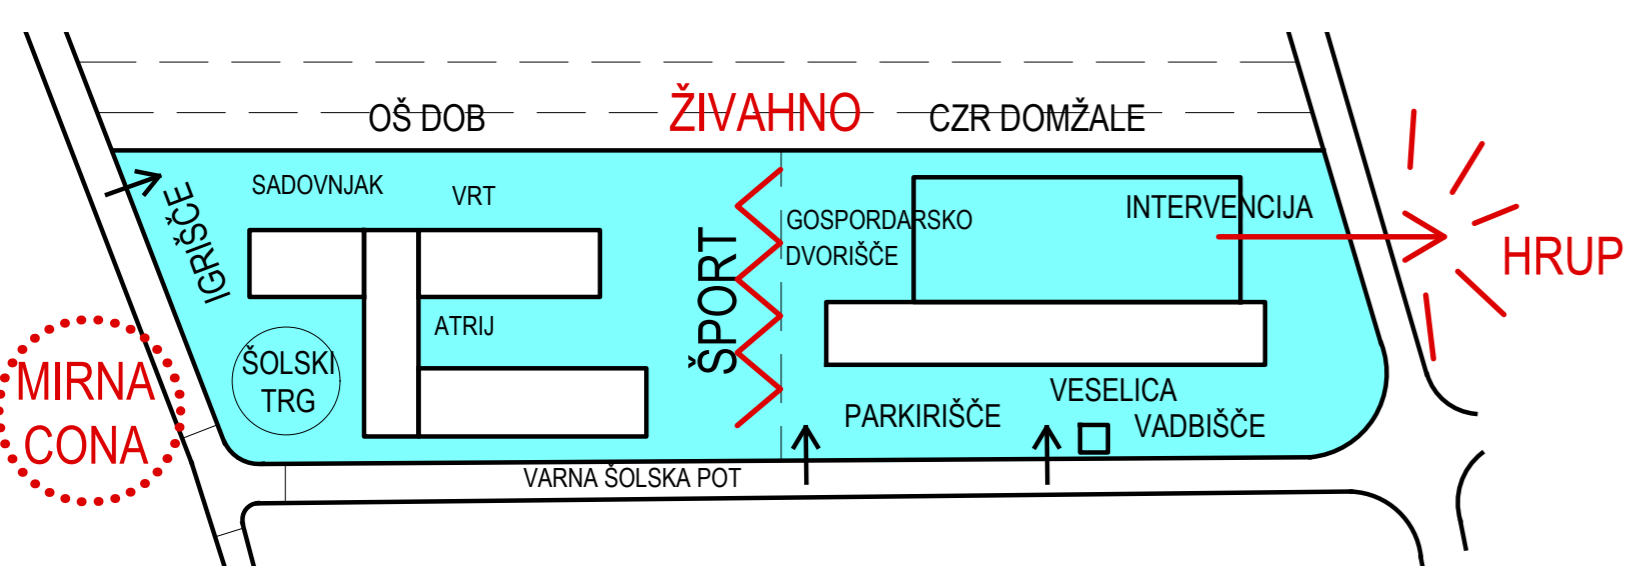 OŠ DOB
ŽIVAHNO
CZR DOMŽALE
SADOVNJAK
VRT
IGRIŠČE
ŠPORT
GOSPORDARSKO
DVORIŠČE
INTERVENCIJA
HRUP
ATRIJ
ŠOLSKI
TRG
MIRNA
CONA
PARKIRIŠČE
VESELICA
VADBIŠČE
VARNA ŠOLSKA POT